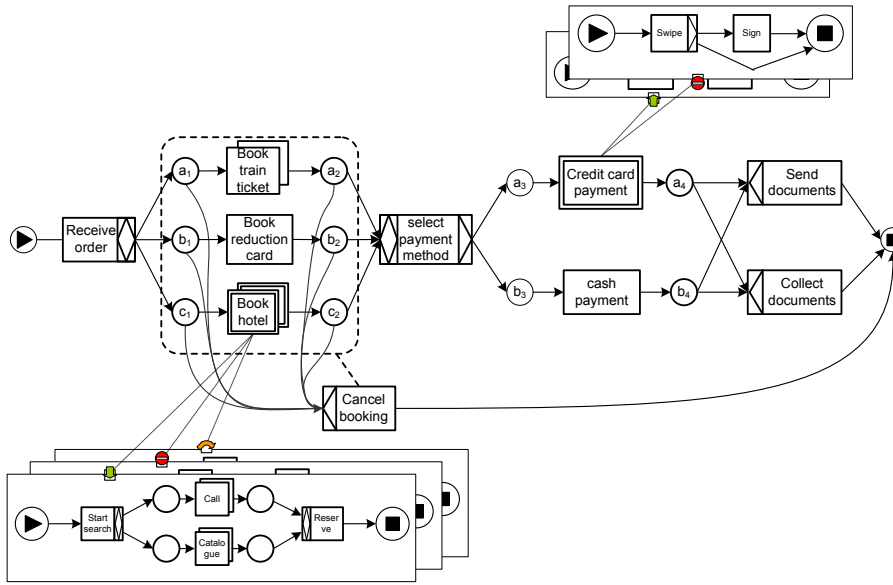 Swipe
Sign
Book
train
ticket
a1
a2
Credit card
payment
a3
a4
Send
documents
Receive
order
b1
Book
reduction
card
b2
select
payment
method
b3
cash
payment
b4
Collect
documents
c1
Book
hotel
c2
Cancel
booking
Start
search
Call
Catalo
gue
Reser
ve